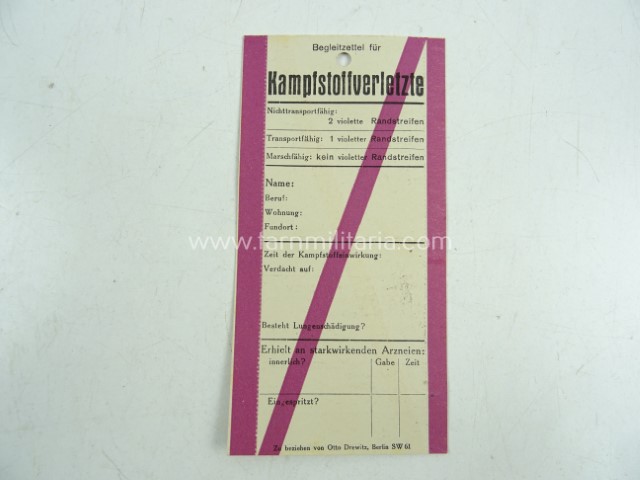 Begleitzettel für
Kampfstoffverletzte
Nichttransportfähig:
2 violette Randstreifen
Transportfähig: 1 violetter Randstreifen
Marschfähig: kein violetter Randstreifen
Name:
Beruf:
Wohnung:
Fundort:
www.farnmilitaria.com
Zeit der Kampfstoffeinwirkung:
Verdacht auf:
Besteht Lungenschädigung?
Erhielt an starkwirkenden Arzneien:
innerlich? Gabe Zeit
Eingespritzt?
Zu beziehen von Otto Drewitz, Berlin SW 61